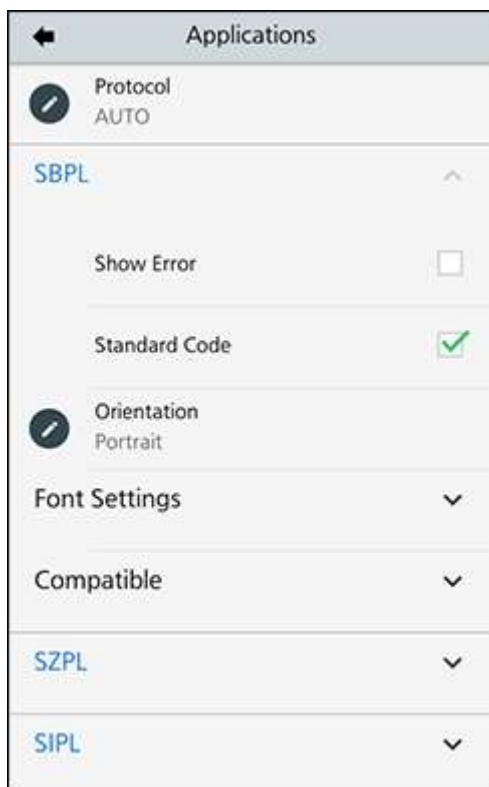 Applications
Protocol
AUTO
SBPL
Show Error
Standard Code
Orientation
Portrait
Font Settings
Compatible
SZPL
SIPL